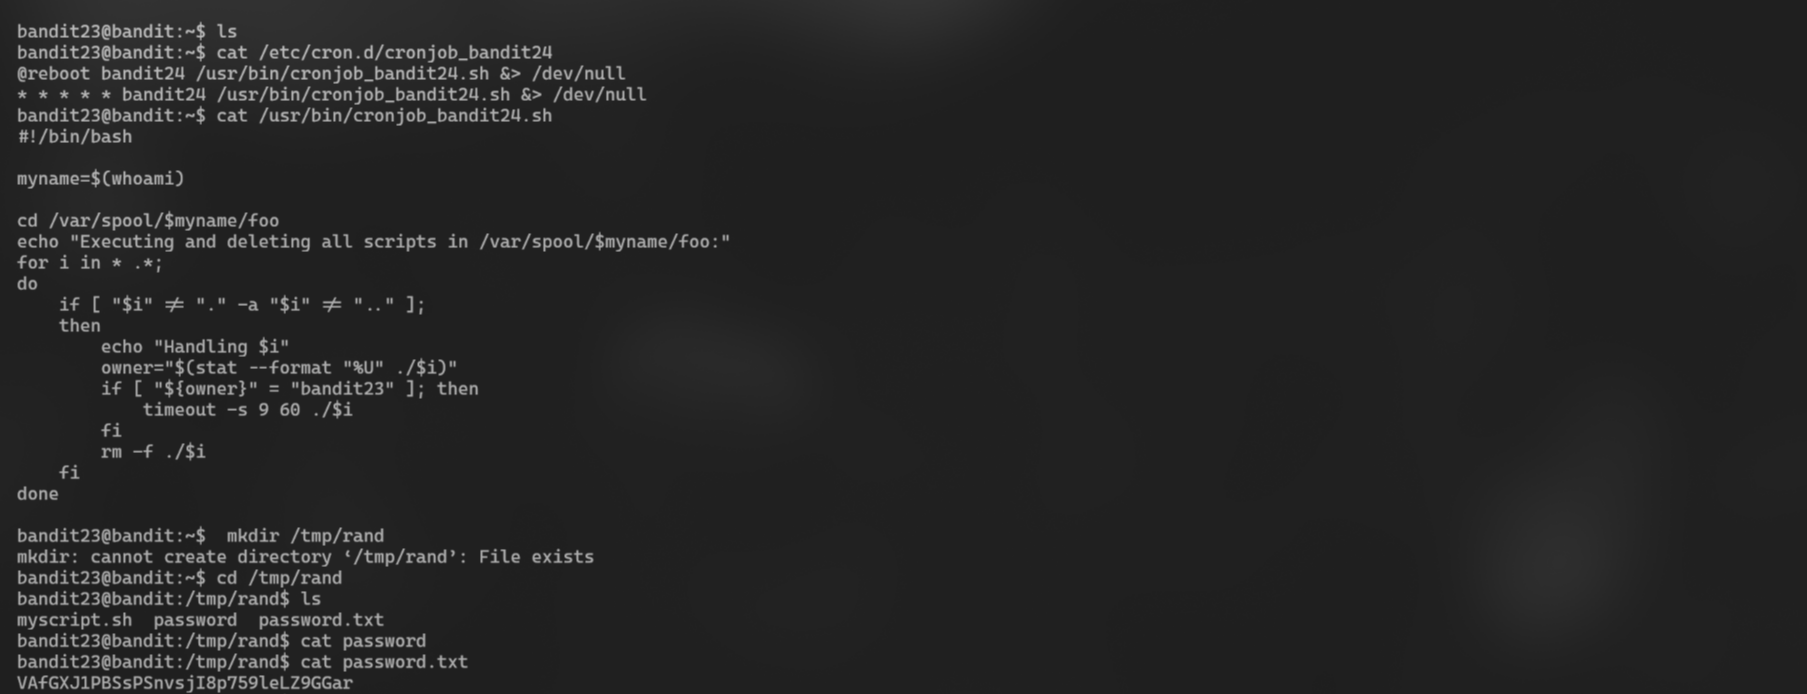 bandit23@bandit:~$ ls
bandit23@bandit:~$ cat /etc/cron.d/cronjob_bandit24
@reboot bandit24 /usr/bin/cronjob_bandit24.sh &> /dev/null
* * * * * bandit24 /usr/bin/cronjob_bandit24.sh &> /dev/null
bandit23@bandit:~$ cat /usr/bin/cronjob_bandit24.sh
#!/bin/bash

myname=$(whoami)

cd /var/spool/$myname/foo
echo "Executing and deleting all scripts in /var/spool/$myname/foo:"
for i in * .*;
do
    if [ "$i" ≠ "." -a "$i" ≠ ".." ];
    then
        echo "Handling $i"
        owner="$(stat --format "%U" ./$i)"
        if [ "${owner}" = "bandit23" ]; then
            timeout -s 9 60 ./$i
        fi
        rm -f ./$i
    fi
done

bandit23@bandit:~$  mkdir /tmp/rand
mkdir: cannot create directory ‘/tmp/rand’: File exists
bandit23@bandit:~$ cd /tmp/rand
bandit23@bandit:/tmp/rand$ ls
myscript.sh  password  password.txt
bandit23@bandit:/tmp/rand$ cat password
bandit23@bandit:/tmp/rand$ cat password.txt
VAfGXJ1PBSsPSnvsjI8p759leLZ9GGar